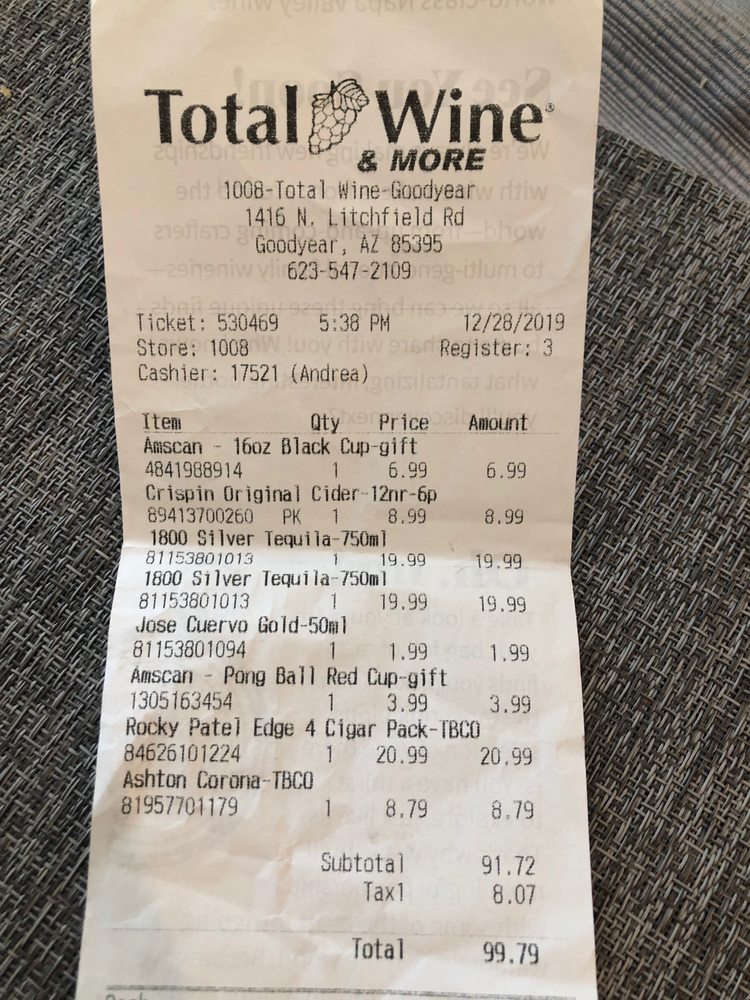 Total Wine®
& MORE
1008-Total Wine-Goodyear
1416 N. Litchfield Rd
Goodyear, AZ 85395
623-547-2109
Ticket: 530469 5:38 PM 12/28/2019
Store: 1008 Register: 3
Cashier: 17521 (Andrea)
Item Qty Price Amount
Amscan - 16oz Black Cup-gift
4841988914 1 6.99 6.99
Crispin Original Cider-12nr-6p
89413700260 PK 1 8.99 8.99
1800 Silver Tequila-750ml
81153801013 1 19.99 19.99
1800 Silver Tequila-750ml
81153801013 1 19.99 19.99
Jose Cuervo Gold-50ml
81153801094 1 1.99 1.99
Amscan - Pong Ball Red Cup-gift
1305163454 1 3.99 3.99
Rocky Patel Edge 4 Cigar Pack-TBCO
84626101224 1 20.99 20.99
Ashton Corona-TBCO
81957701179 1 8.79 8.79
Subtotal 91.72
Tax1 8.07
Total 99.79